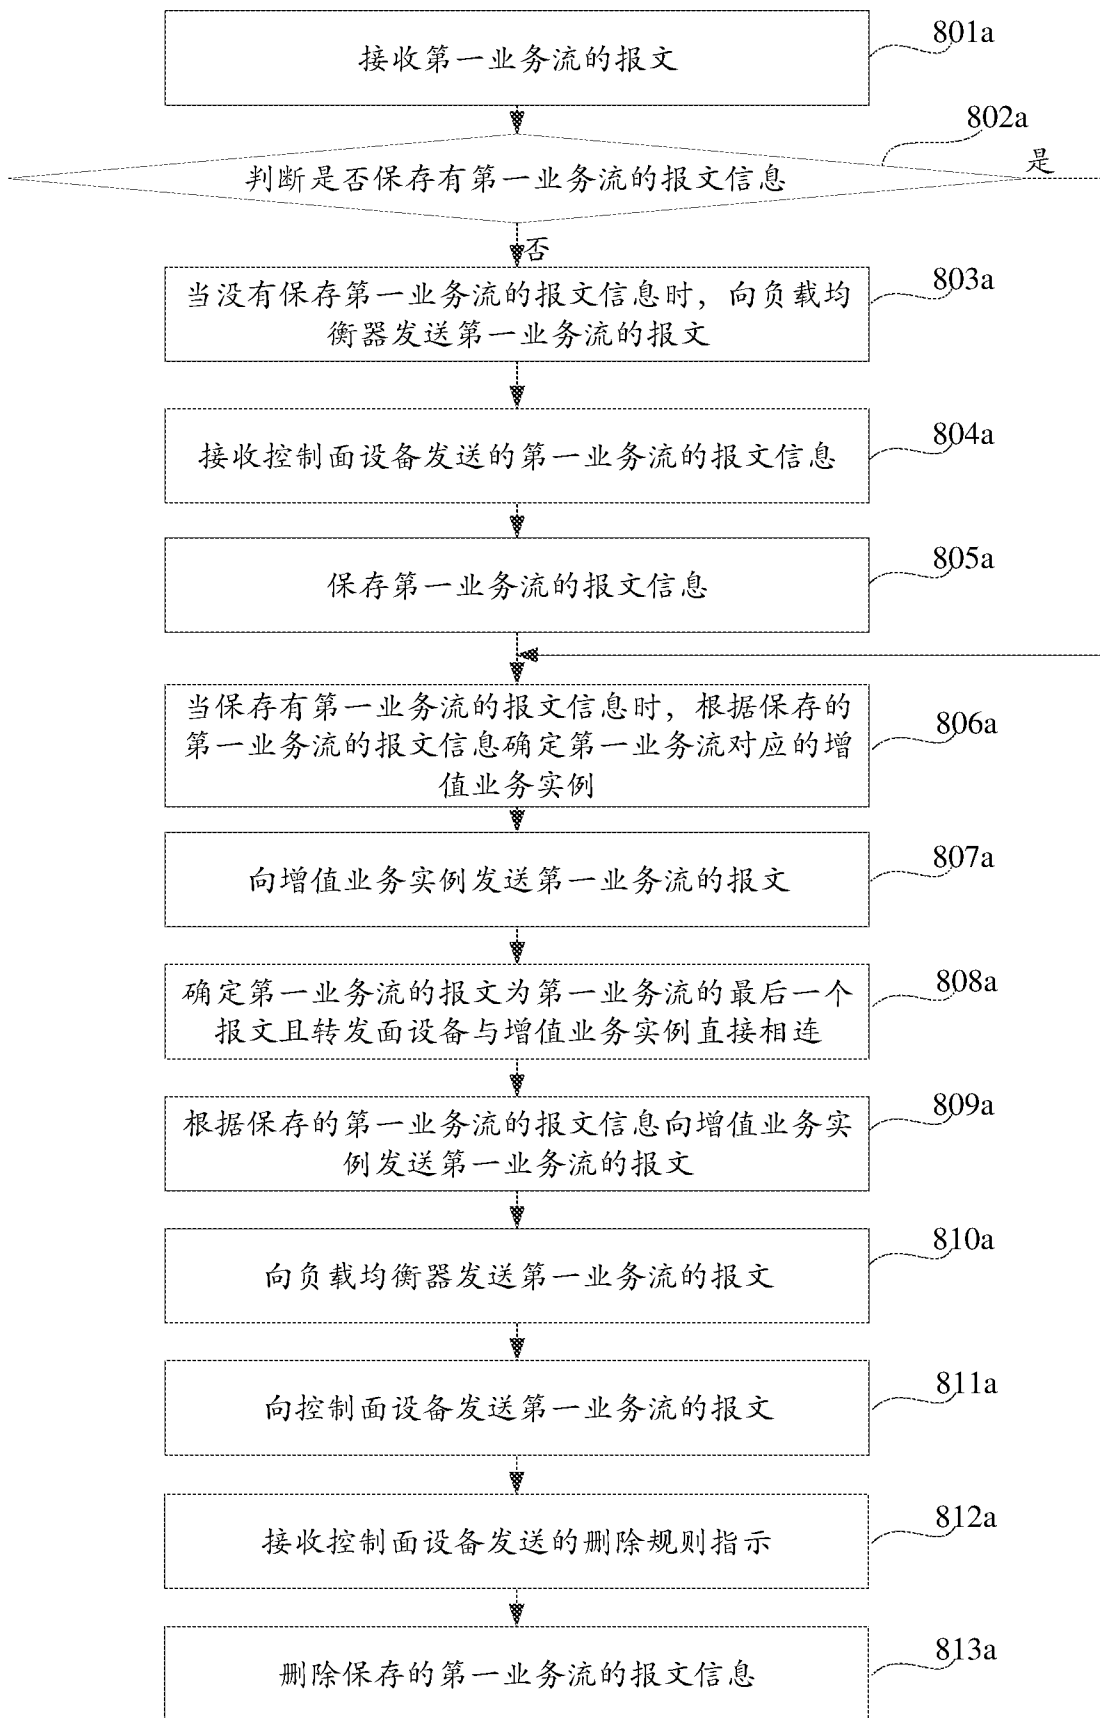 接收第一业务流的报文
801a
802a
判断是否保存有第一业务流的报文信息
是
否
当没有保存第一业务流的报文信息时，向负载均
衡器发送第一业务流的报文
803a
接收控制面设备发送的第一业务流的报文信息
804a
保存第一业务流的报文信息
805a
当保存有第一业务流的报文信息时，根据保存的
第一业务流的报文信息确定第一业务流对应的增
值业务实例
806a
向增值业务实例发送第一业务流的报文
807a
确定第一业务流的报文为第一业务流的最后一个
报文且转发面设备与增值业务实例直接相连
808a
根据保存的第一业务流的报文信息向增值业务实
例发送第一业务流的报文
809a
向负载均衡器发送第一业务流的报文
810a
向控制面设备发送第一业务流的报文
811a
接收控制面设备发送的删除规则指示
812a
删除保存的第一业务流的报文信息
813a